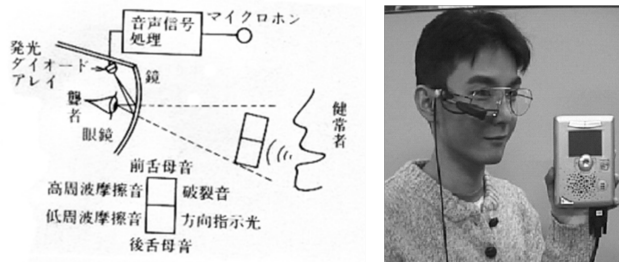 音声信号
処理
マイクロホン
発光
ダイオード
アレイ
鏡
聾
者
眼鏡
健常者
前舌母音
高周波摩擦音
破裂音
低周波摩擦音
方向指示光
後舌母音